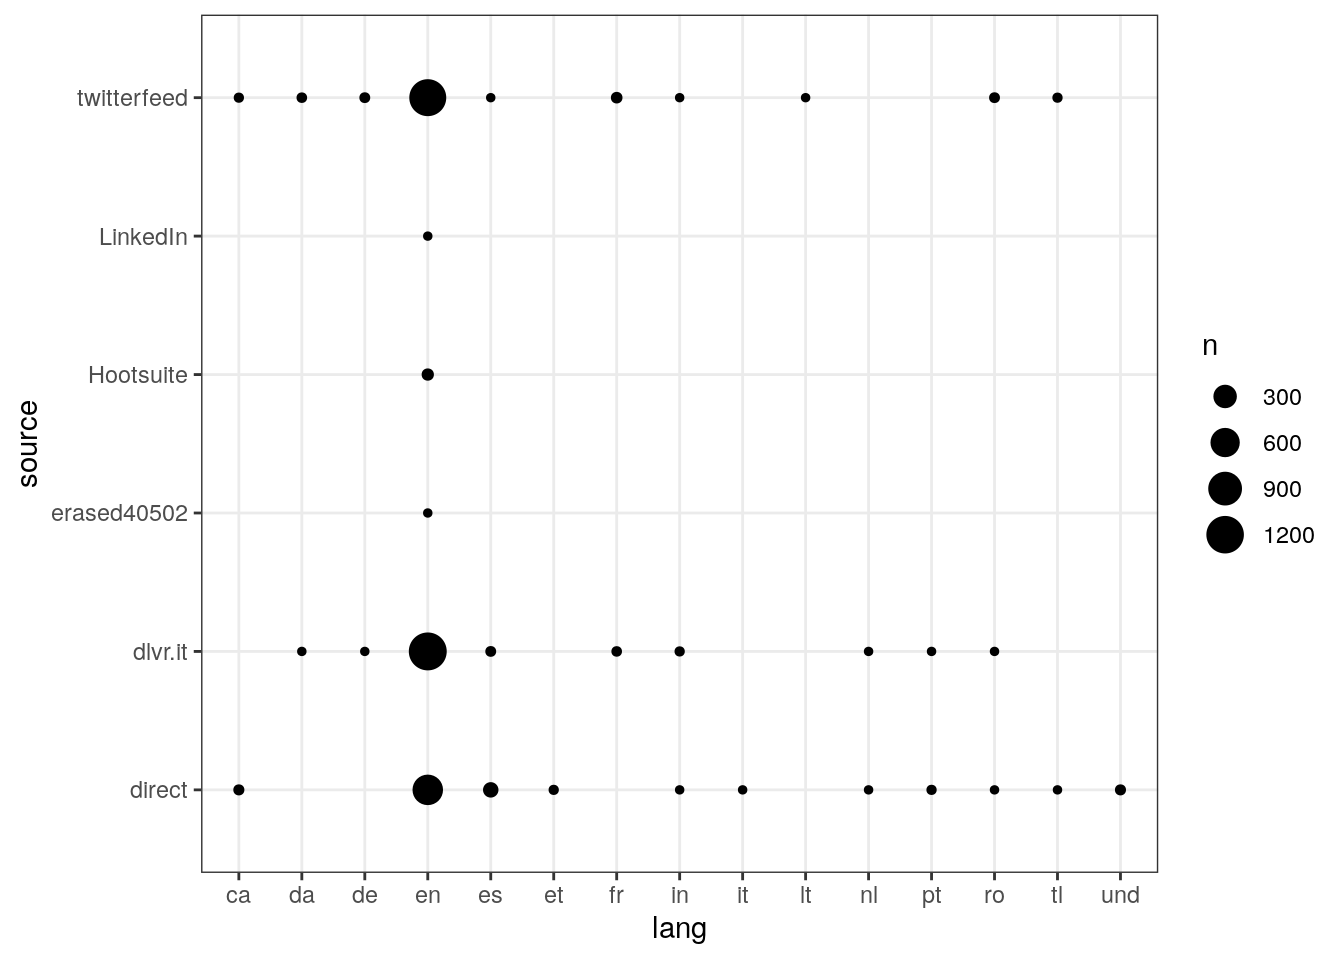 twitterfeed
LinkedIn
Hootsuite
erased40502
dlvr.it
direct
source
ca da de en es et fr in it lt nl pt ro tl und
lang
n
300
600
900
1200